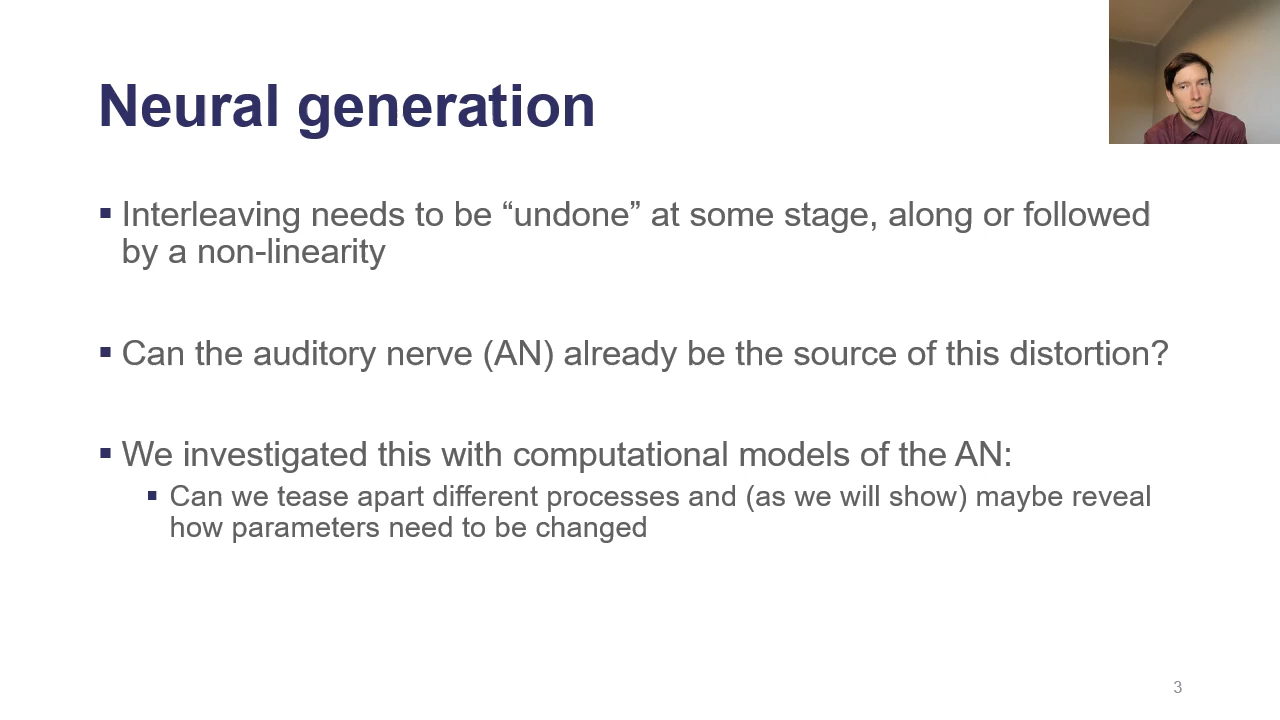 Neural generation
▪ Interleaving needs to be “undone” at some stage, along or followed
by a non-linearity
▪ Can the auditory nerve (AN) already be the source of this distortion?
▪ We investigated this with computational models of the AN:
▪ Can we tease apart different processes and (as we will show) maybe reveal
how parameters need to be changed
3